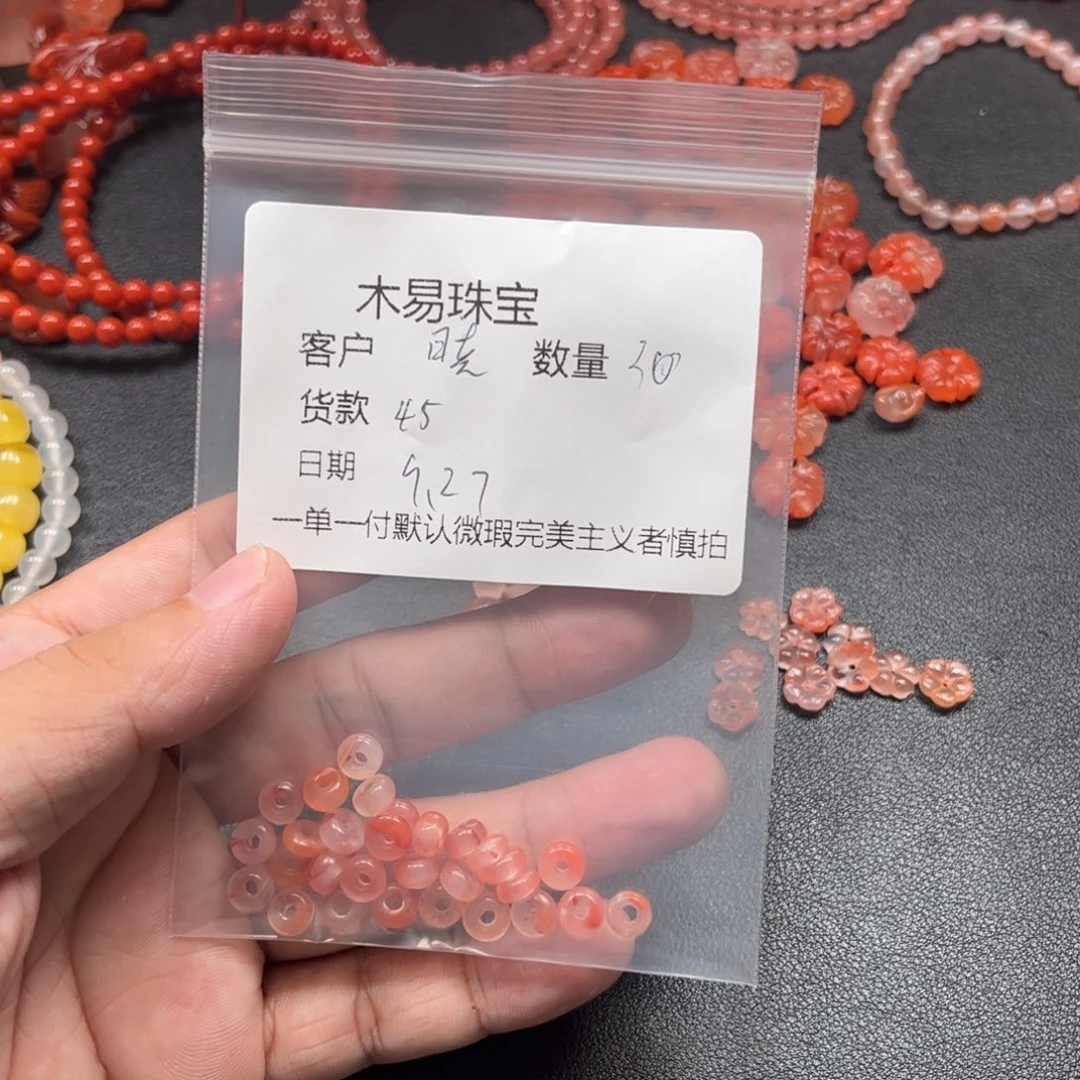 木易珠宝
客户 晓 数量 30
货款 45
日期 9.27
一单一付默认微瑕完美主义者慎拍